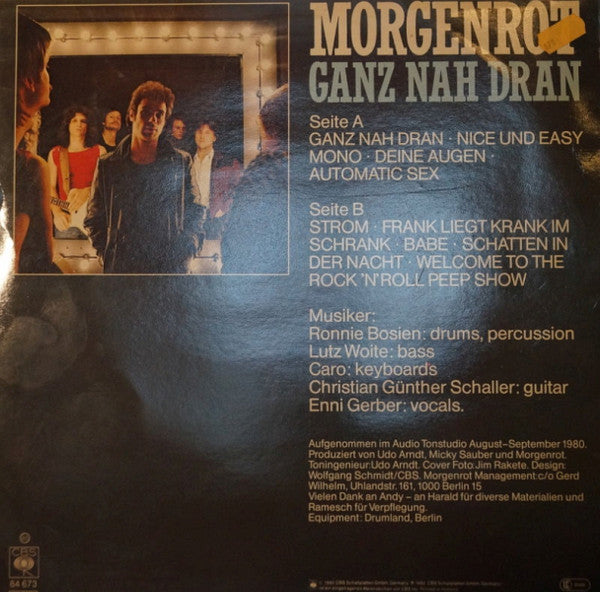 MORGENROT
GANZ NAH DRAN
Seite A
GANZ NAH DRAN · NICE UND EASY
MONO · DEINE AUGEN ·
AUTOMATIC SEX
Seite B
STROM · FRANK LIEGT KRANK IM
SCHRANK · BABE · SCHATTEN IN
DER NACHT · WELCOME TO THE
ROCK 'N' ROLL PEEP SHOW
Musiker:
Ronnie Bosien: drums, percussion
Lutz Woite: bass
Caro: keyboards
Christian Günther Schaller: guitar
Enni Gerber: vocals.
Aufgenommen im Audio Tonstudio August–September 1980.
Produziert von Udo Arndt, Micky Sauber und Morgenrot.
Toningenieur: Udo Arndt. Cover Foto: Jim Rakete. Design:
Wolfgang Schmidt/CBS. Morgenrot Management: c/o Gerd
Wilhelm, Uhlandstr. 161, 1000 Berlin 15
Vielen Dank an Andy – an Harald für diverse Materialien und
Ramesch für Verpflegung.
Equipment: Drumland, Berlin
CBS
84 673